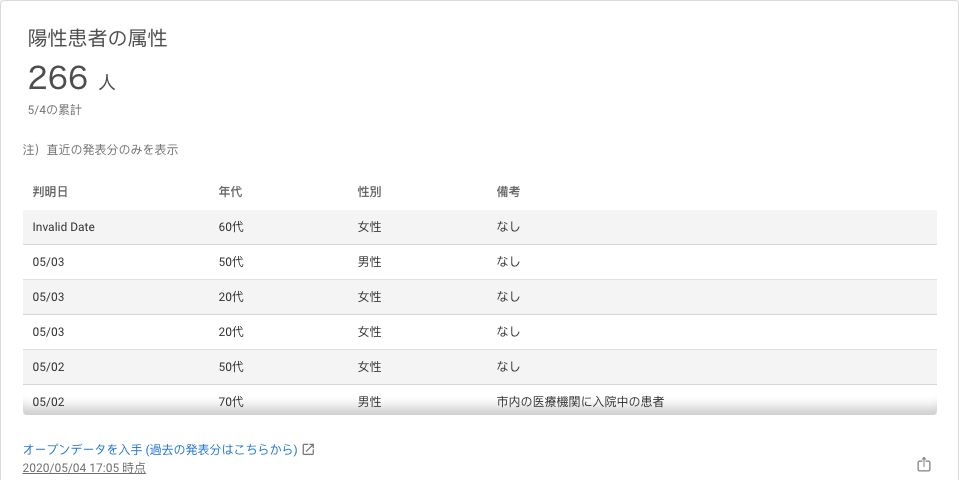 陽性患者の属性
266 人
5/4の累計
注）直近の発表分のみを表示
判明日 年代 性別 備考
Invalid Date 60代 女性 なし
05/03 50代 男性 なし
05/03 20代 女性 なし
05/03 20代 女性 なし
05/02 50代 女性 なし
05/02 70代 男性 市内の医療機関に入院中の患者
オープンデータを入手 (過去の発表分はこちらから)
2020/05/04 17:05 時点